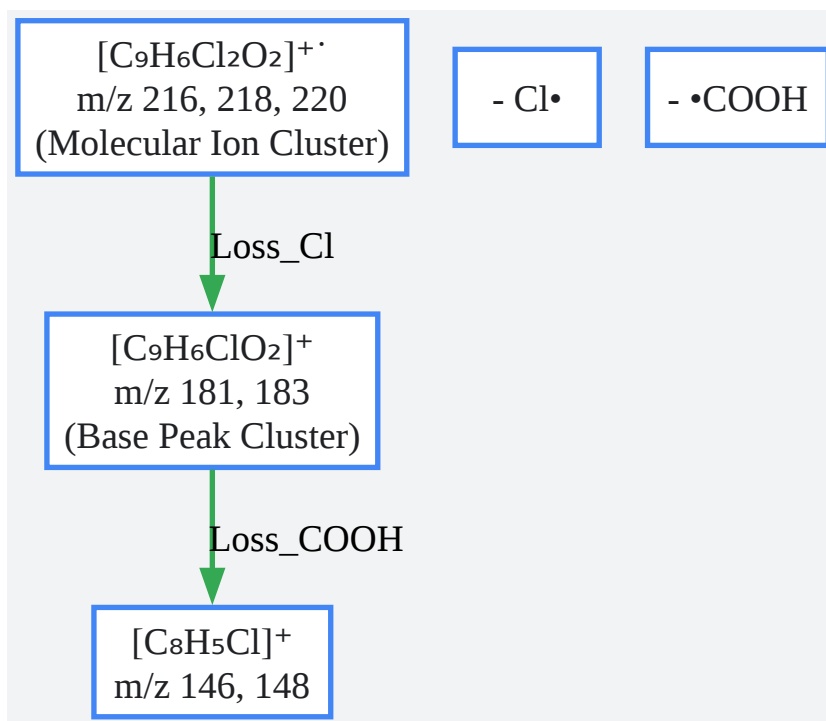 [C₉H₆Cl₂O₂]⁺˙
m/z 216, 218, 220
(Molecular Ion Cluster)
- Cl•
- •COOH
Loss_Cl
[C₉H₆ClO₂]⁺
m/z 181, 183
(Base Peak Cluster)
Loss_COOH
[C₈H₅Cl]⁺
m/z 146, 148